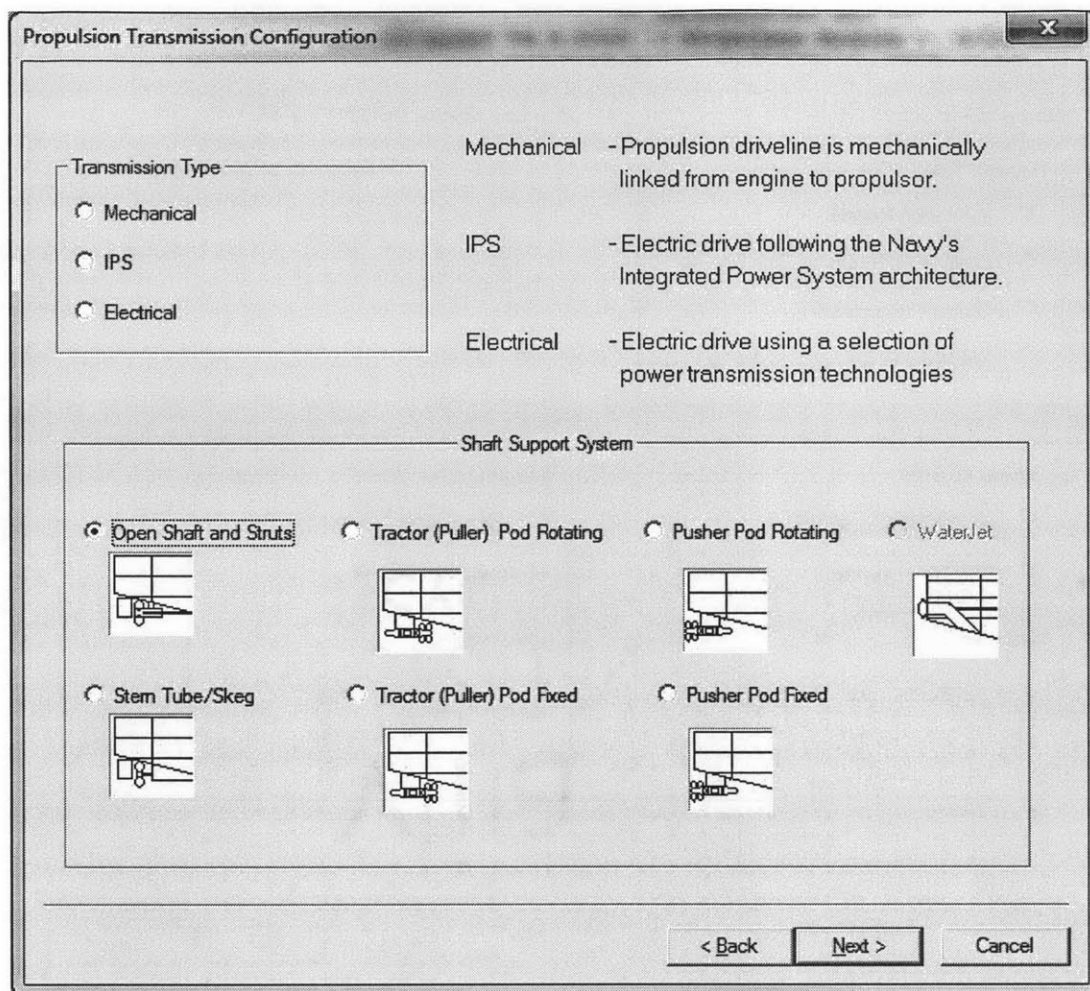 Propulsion Transmission Configuration
X
Transmission Type
Mechanical
IPS
Electrical
Mechanical - Propulsion driveline is mechanically
linked from engine to propulsor.
IPS - Electric drive following the Navy's
Integrated Power System architecture.
Electrical - Electric drive using a selection of
power transmission technologies
Shaft Support System
Open Shaft and Struts
Tractor (Puller) Pod Rotating
Pusher Pod Rotating
WaterJet
Stern Tube/Skeg
Tractor (Puller) Pod Fixed
Pusher Pod Fixed
< Back
Next >
Cancel